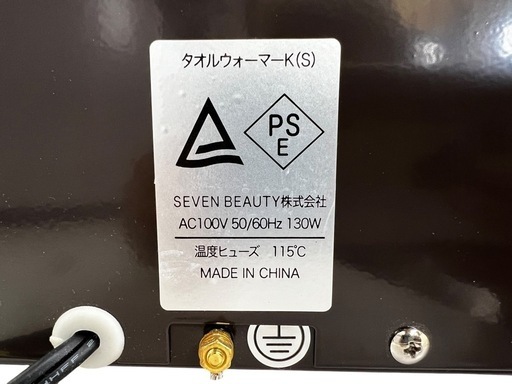 タオルウォーマーK(S)
PS
E
SEVEN BEAUTY株式会社
AC100V 50/60Hz 130W
温度ヒューズ 115℃
MADE IN CHINA